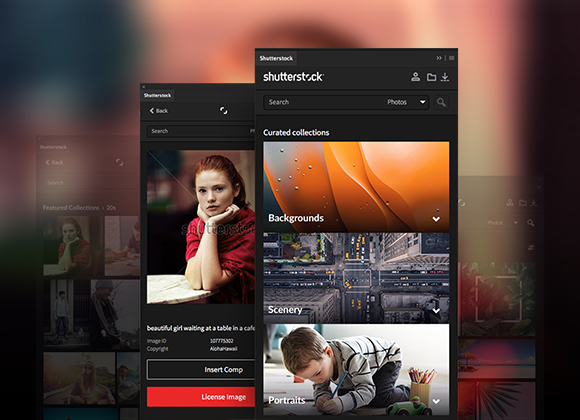 Shutterstock
shutterstock
Search Photos
Curated collections
Backgrounds
Scenery
Portraits
Shutterstock
Back
Search
shutterstock
beautiful girl waiting at a table in a cafe
Image ID 107775302
Copyright AlohaHawaii
Insert Comp
License Image
Shutterstock
Back
Search
Featured Collections › 20s
Photos